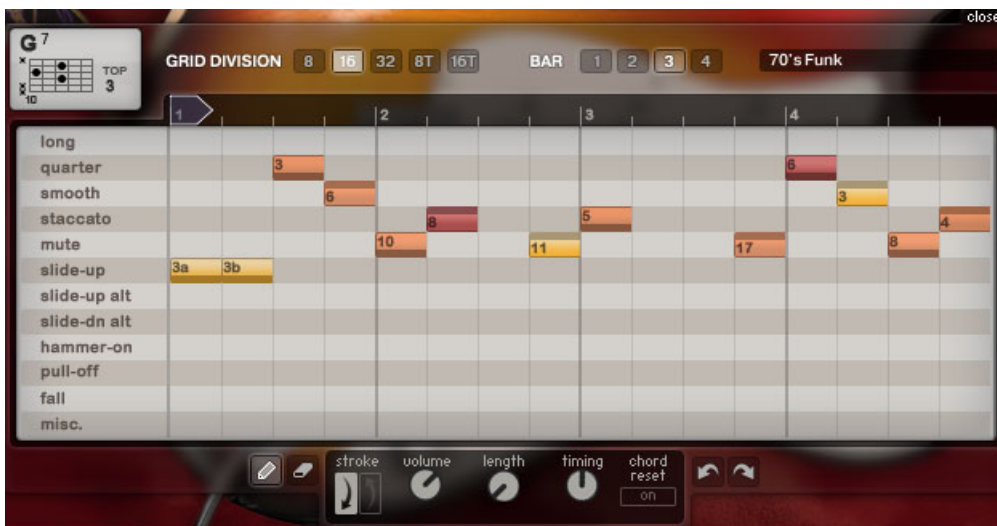 close
G 7
x
TOP
3
x
x
10
GRID DIVISION 8 16 32 8T 16T BAR 1 2 3 4 70's Funk
1 2 3 4
long
quarter 3 6
smooth 6 3
staccato 8 5 4
mute 10 11 17 8
slide-up 3a 3b
slide-up alt
slide-dn alt
hammer-on
pull-off
fall
misc.
stroke volume length timing chord
reset
on